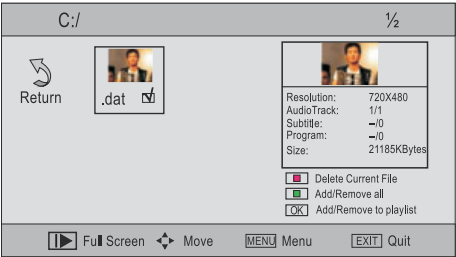 C:/ ½
Return
.dat
Resolution: 720X480
AudioTrack: 1/1
Subtitle: –/0
Program: –/0
Size: 21185KBytes
Delete Current File
Add/Remove all
OK Add/Remove to playlist
Full Screen Move MENU Menu EXIT Quit